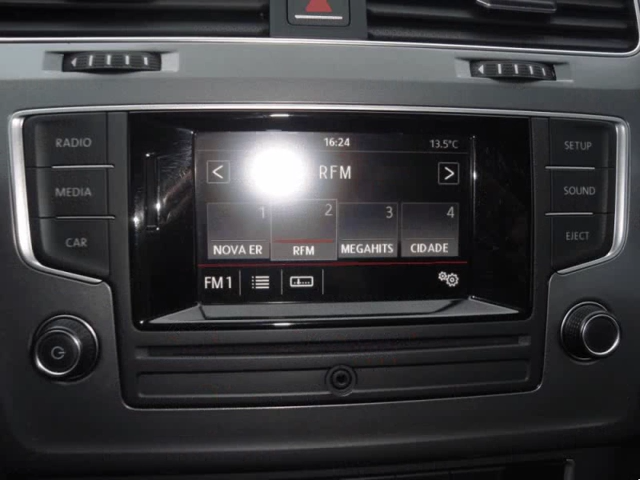 16:24 13.5°C
RADIO
MEDIA
CAR
< RFM >
1 2 3 4
NOVA ER RFM MEGAHITS CIDADE
FM1
SETUP
SOUND
EJECT